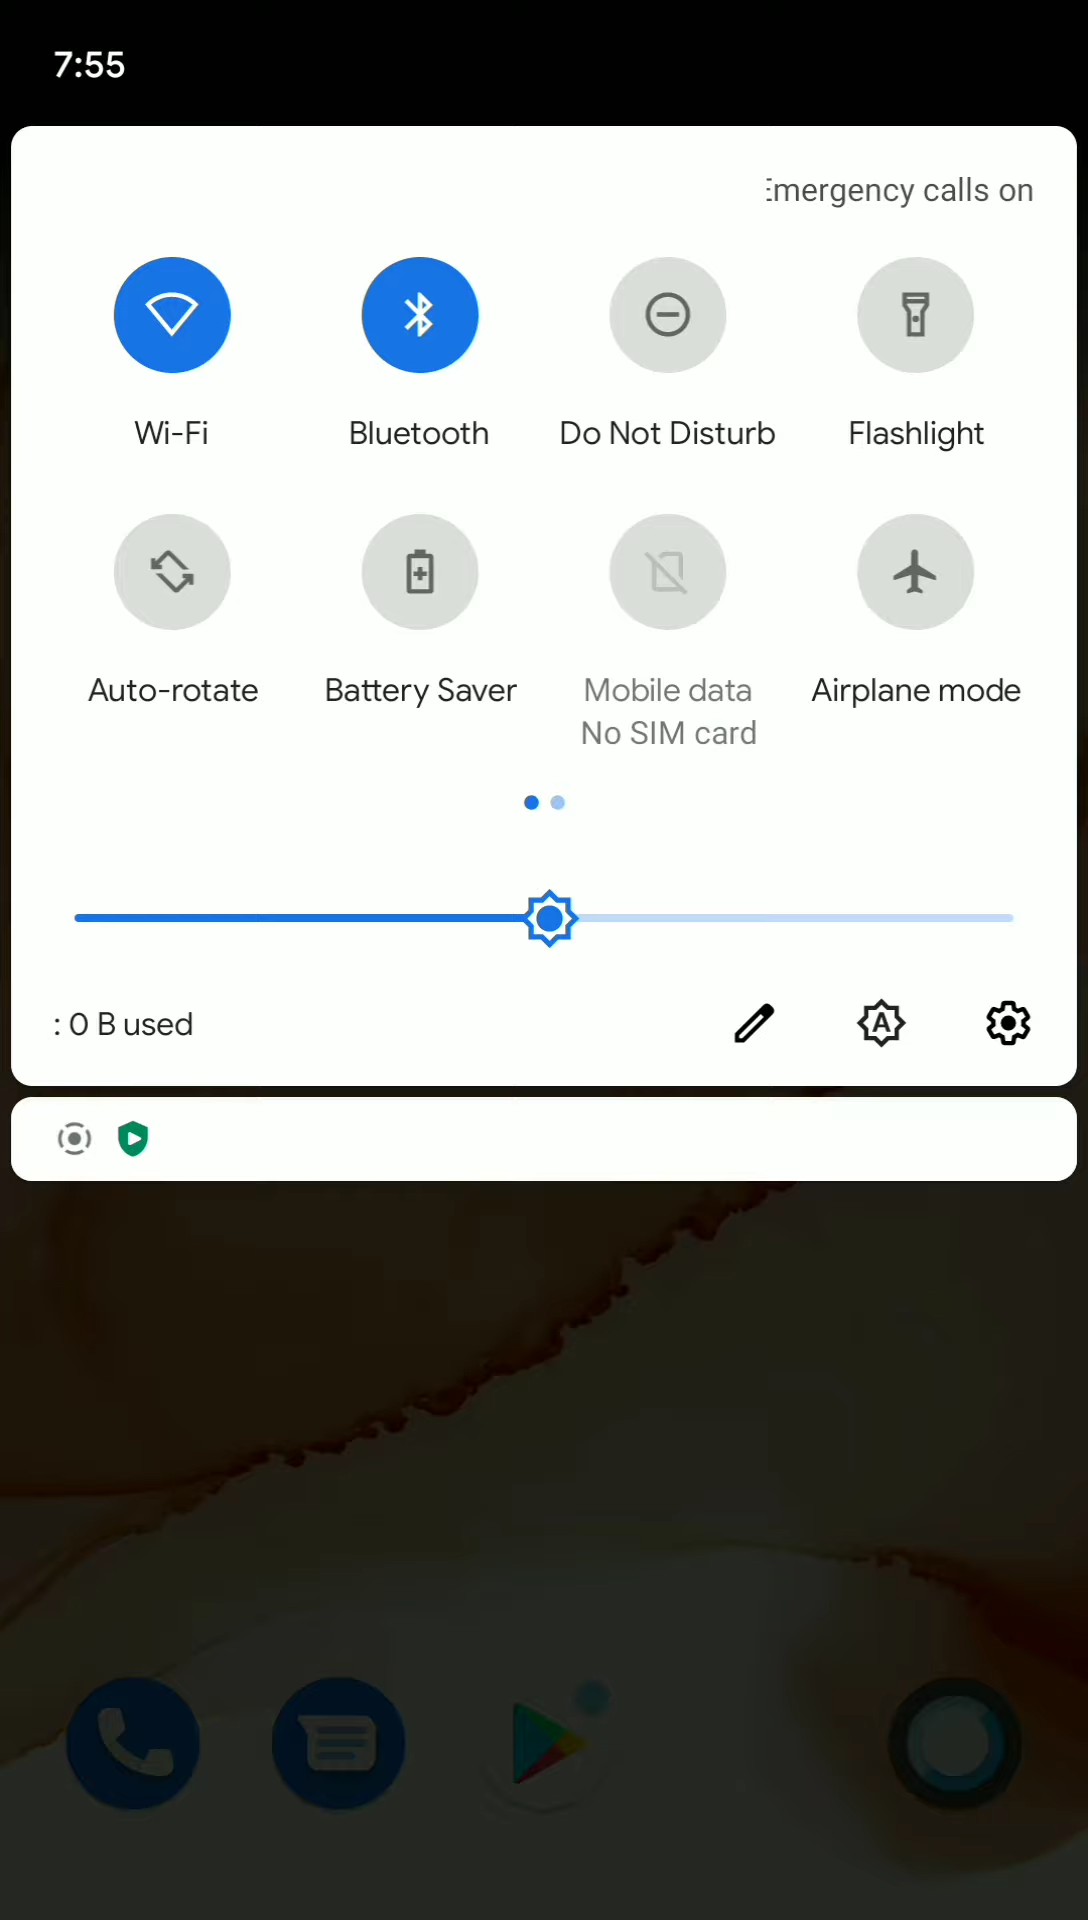 7:55
Emergency calls on
Wi-Fi
Bluetooth
Do Not Disturb
Flashlight
Auto-rotate
Battery Saver
Mobile data
No SIM card
Airplane mode
A
: 0 B used